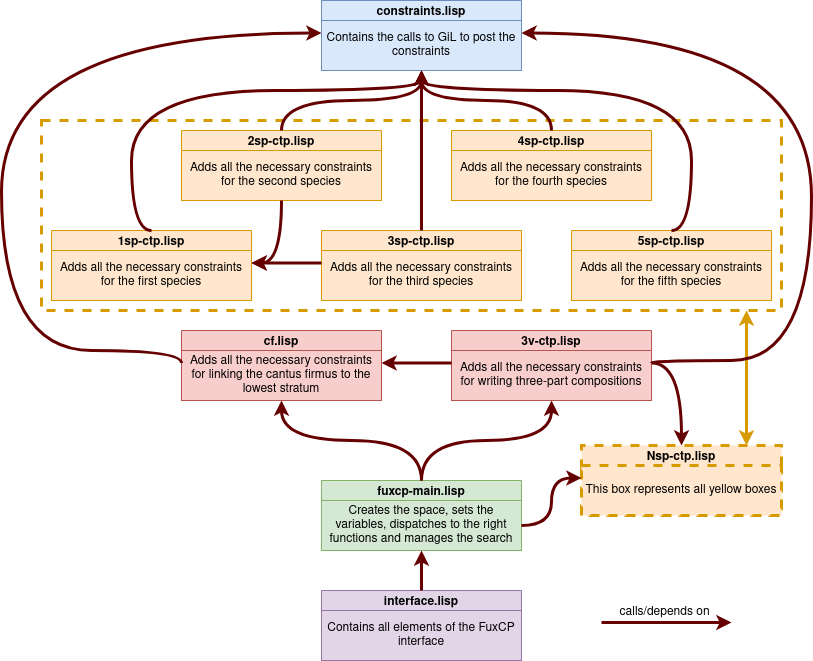 constraints.lisp
Contains the calls to GiL to post the
constraints
2sp-ctp.lisp
Adds all the necessary constraints
for the second species
4sp-ctp.lisp
Adds all the necessary constraints
for the fourth species
1sp-ctp.lisp
Adds all the necessary constraints
for the first species
3sp-ctp.lisp
Adds all the necessary constraints
for the third species
5sp-ctp.lisp
Adds all the necessary constraints
for the fifth species
cf.lisp
Adds all the necessary constraints
for linking the cantus firmus to the
lowest stratum
3v-ctp.lisp
Adds all the necessary constraints
for writing three-part compositions
Nsp-ctp.lisp
This box represents all yellow boxes
fuxcp-main.lisp
Creates the space, sets the
variables, dispatches to the right
functions and manages the search
interface.lisp
Contains all elements of the FuxCP
interface
calls/depends on